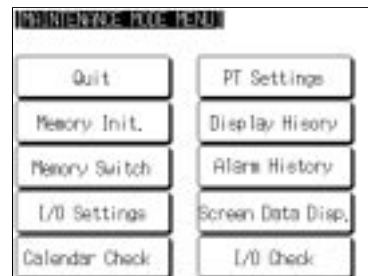 [MAINTENANCE MODE MENU]
Quit
PT Settings
Memory Init.
Display Hisory
Memory Switch
Alarm History
I/O Settings
Screen Data Disp.
Calendar Check
I/O Check